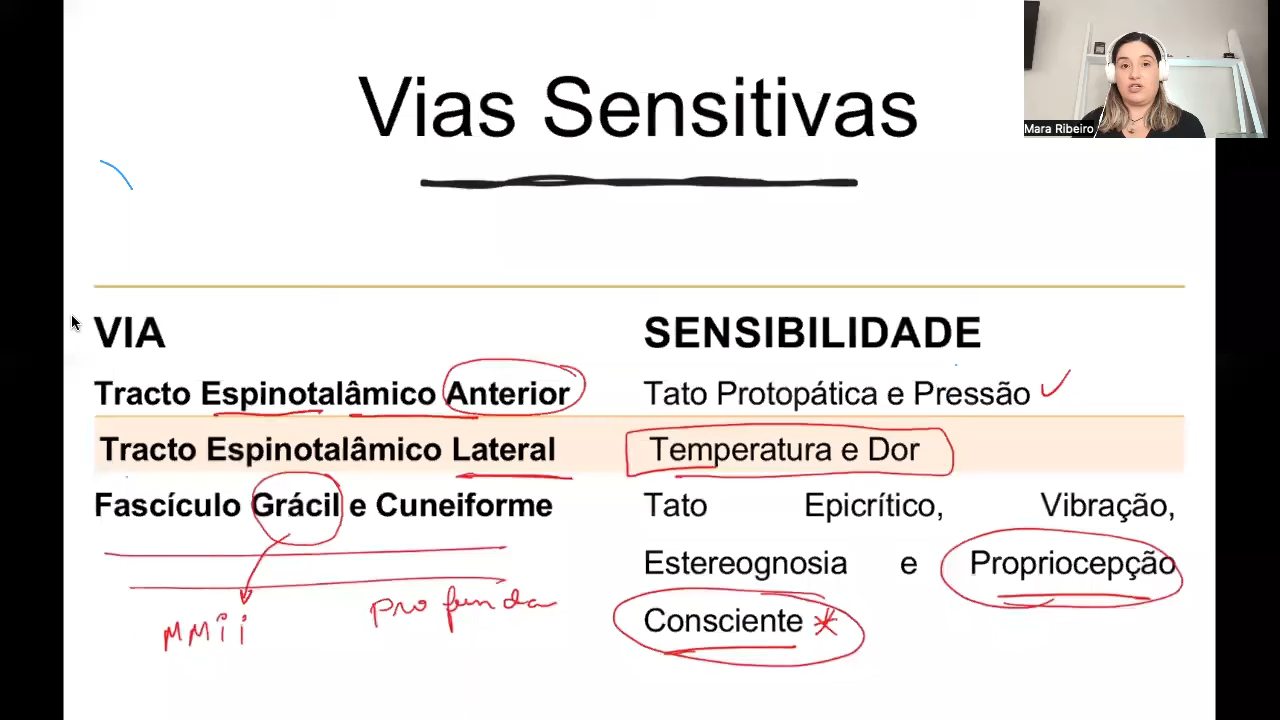 Vias Sensitivas
Mara Ribeiro
VIA SENSIBILIDADE
Tracto Espinotalâmico Anterior Tato Protopática e Pressão
Tracto Espinotalâmico Lateral Temperatura e Dor
Fascículo Grácil e Cuneiforme Tato Epicrítico, Vibração,
Estereognosia e Propriocepção
Consciente *
MMii profunda